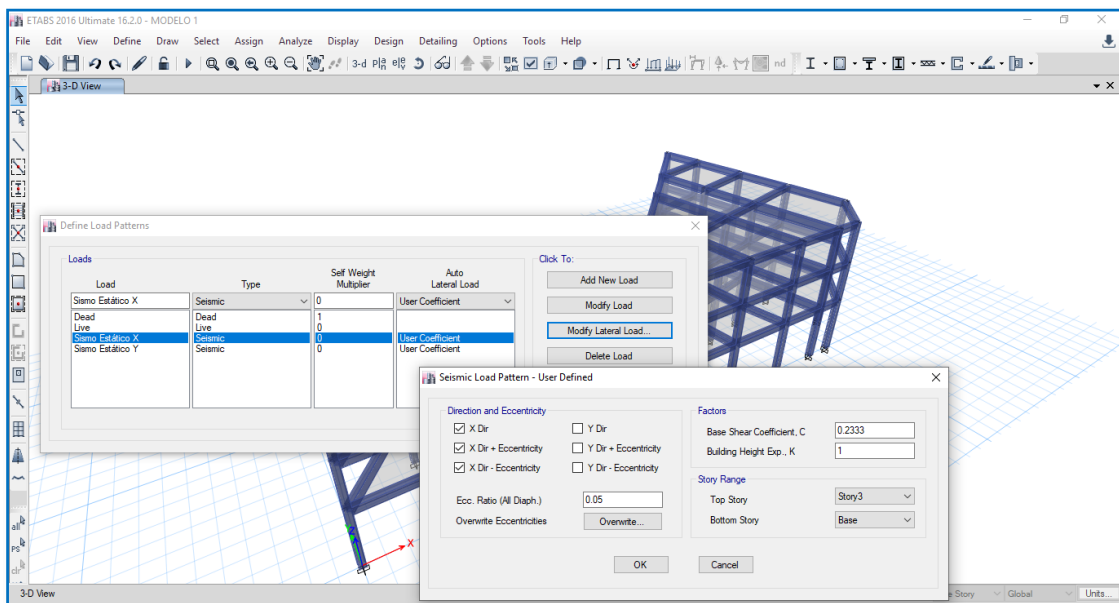 ETABS 2016 Ultimate 16.2.0 - MODELO 1
File Edit View Define Draw Select Assign Analyze Display Design Detailing Options Tools Help
3-d nd
3-D View
Define Load Patterns
Loads
Click To:
Load Type Self Weight Multiplier Auto Lateral Load
Sismo Estático X Seismic 0 User Coefficient
Dead 1
Live Live 0
Sismo Estático X Seismic 0 User Coefficient
Sismo Estático Y Seismic 0 User Coefficient
Add New Load
Modify Load
Modify Lateral Load...
Delete Load
Seismic Load Pattern - User Defined
Direction and Eccentricity
X Dir Y Dir
X Dir + Eccentricity Y Dir + Eccentricity
X Dir - Eccentricity Y Dir - Eccentricity
Ecc. Ratio (All Diaph.) 0.05
Overwrite Eccentricities Overwrite...
Factors
Base Shear Coefficient, C 0.2333
Building Height Exp., K 1
Story Range
Top Story Story3
Bottom Story Base
OK Cancel
X
Z
all
ps
clr
3-D View Story Global Units...